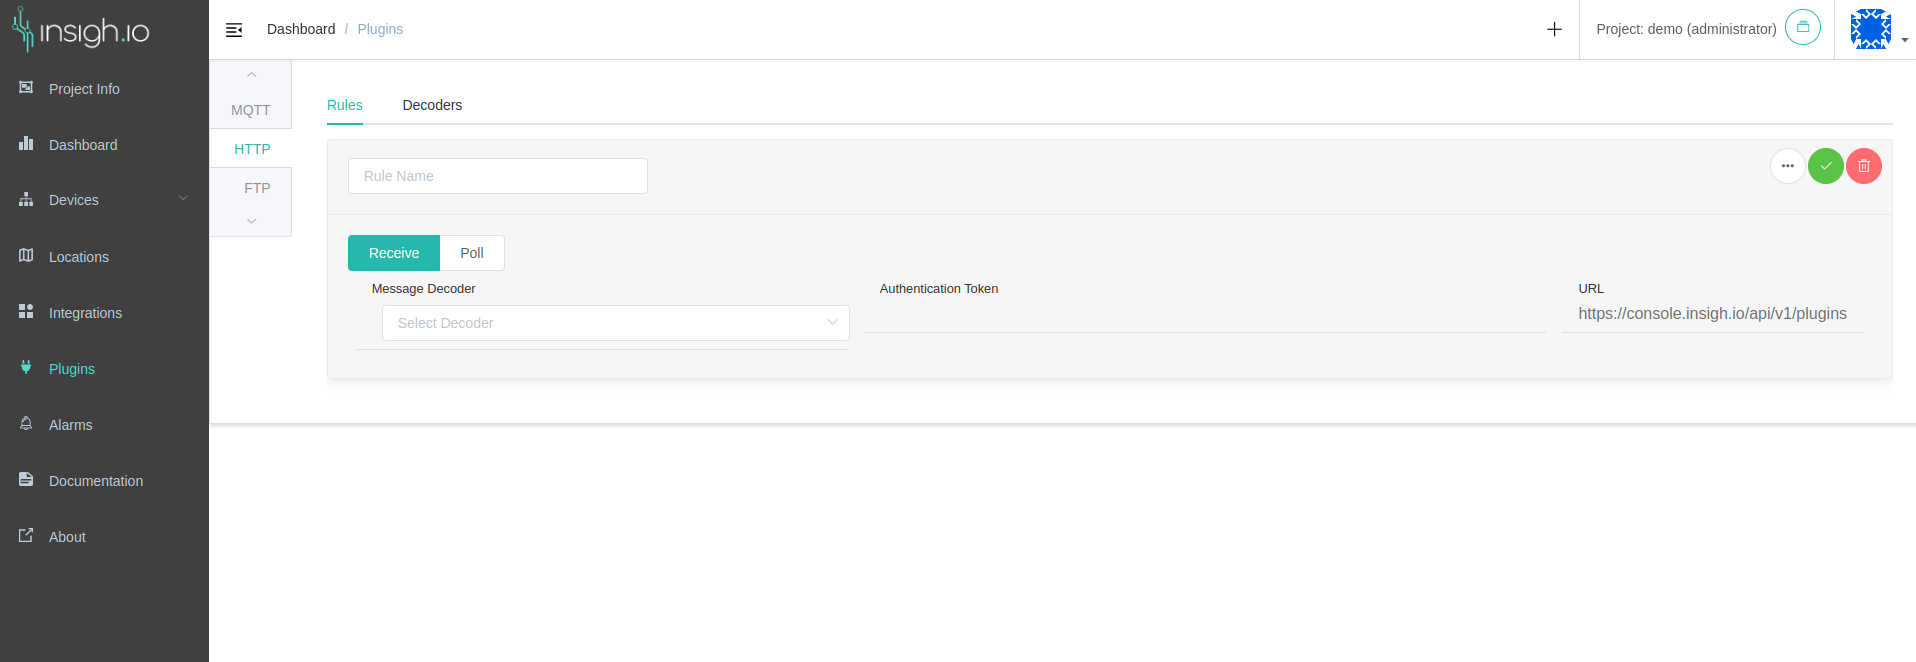 insigh.io
Dashboard / Plugins
Project: demo (administrator)
Project Info
Dashboard
Devices
Locations
Integrations
Plugins
Alarms
Documentation
About
MQTT
HTTP
FTP
Rules Decoders
Rule Name
Receive Poll
Message Decoder Authentication Token URL
Select Decoder https://console.insigh.io/api/v1/plugins